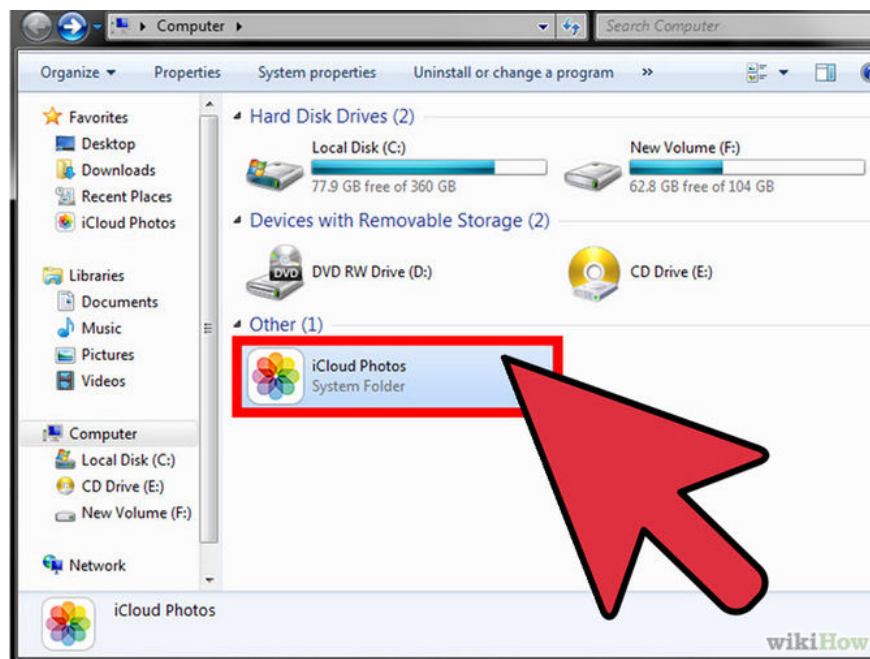 Computer
Search Computer
Organize Properties System properties Uninstall or change a program »
Favorites
Desktop
Downloads
Recent Places
iCloud Photos
Libraries
Documents
Music
Pictures
Videos
Computer
Local Disk (C:)
CD Drive (E:)
New Volume (F:)
Network
Hard Disk Drives (2)
Local Disk (C:)
77.9 GB free of 360 GB
New Volume (F:)
62.8 GB free of 104 GB
Devices with Removable Storage (2)
DVD
DVD RW Drive (D:)
CD Drive (E:)
Other (1)
iCloud Photos
System Folder
iCloud Photos
wikiHow